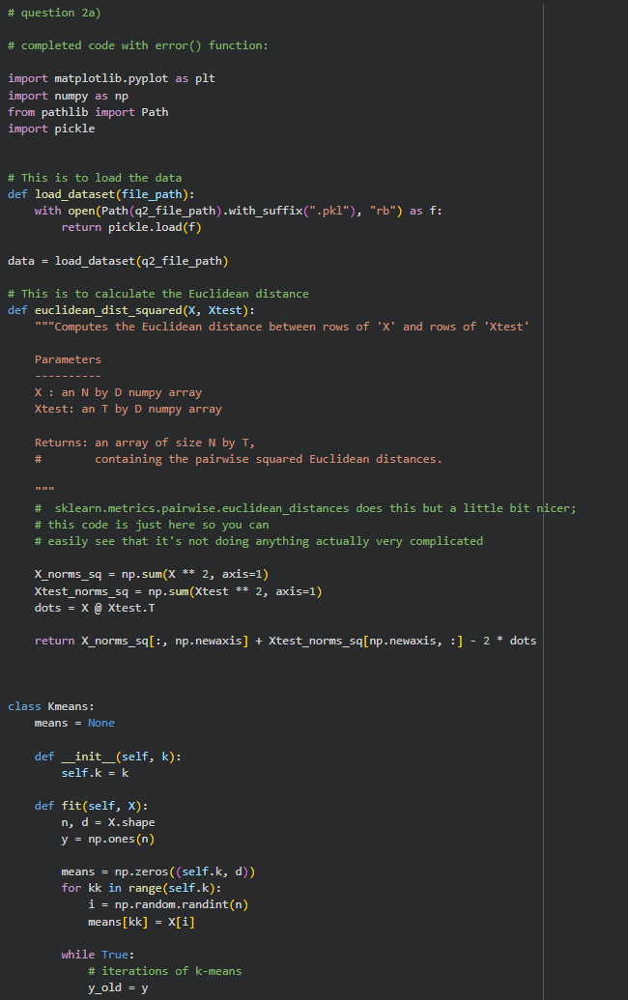 # question 2a)
# completed code with error() function:
import matplotlib.pyplot as plt
import numpy as np
from pathlib import Path
import pickle
# This is to load the data
def load_dataset(file_path):
    with open(Path(q2_file_path).with_suffix(".pkl"), "rb") as f:
        return pickle.load(f)
data = load_dataset(q2_file_path)
# This is to calculate the Euclidean distance
def euclidean_dist_squared(X, Xtest):
    """Computes the Euclidean distance between rows of 'X' and rows of 'Xtest'
    Parameters
    ----------
    X : an N by D numpy array
    Xtest: an T by D numpy array
    Returns: an array of size N by T,
    #        containing the pairwise squared Euclidean distances.
    """
    #  sklearn.metrics.pairwise.euclidean_distances does this but a little bit nicer;
    # this code is just here so you can
    # easily see that it's not doing anything actually very complicated
    X_norms_sq = np.sum(X ** 2, axis=1)
    Xtest_norms_sq = np.sum(Xtest ** 2, axis=1)
    dots = X @ Xtest.T
    return X_norms_sq[:, np.newaxis] + Xtest_norms_sq[np.newaxis, :] - 2 * dots
class Kmeans:
    means = None
    def __init__(self, k):
        self.k = k
    def fit(self, X):
        n, d = X.shape
        y = np.ones(n)
        means = np.zeros((self.k, d))
        for kk in range(self.k):
            i = np.random.randint(n)
            means[kk] = X[i]
        while True:
            # iterations of k-means
            y_old = y